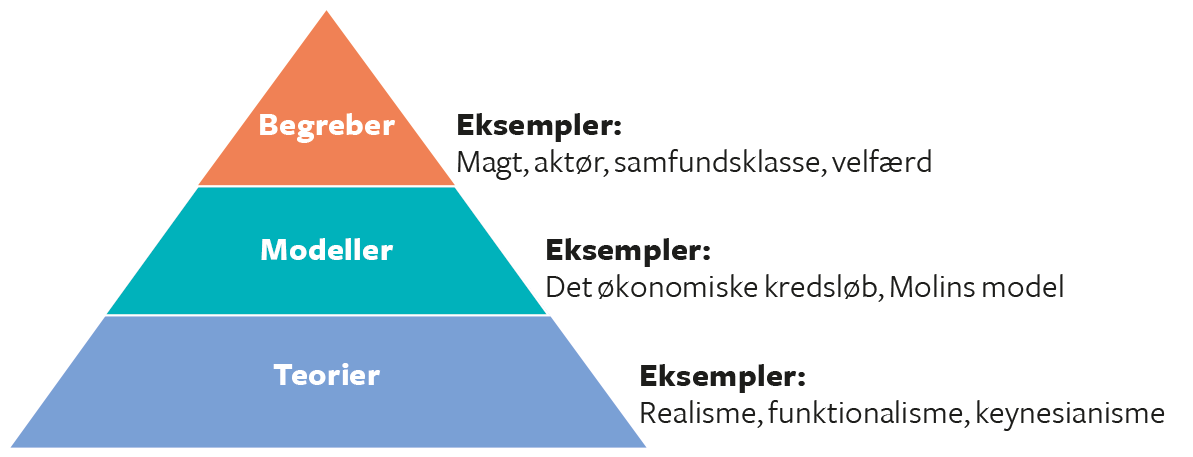 Begreber
Eksempler:
Magt, aktør, samfundsklasse, velfærd
Modeller
Eksempler:
Det økonomiske kredsløb, Molins model
Teorier
Eksempler:
Realisme, funktionalisme, keynesianisme